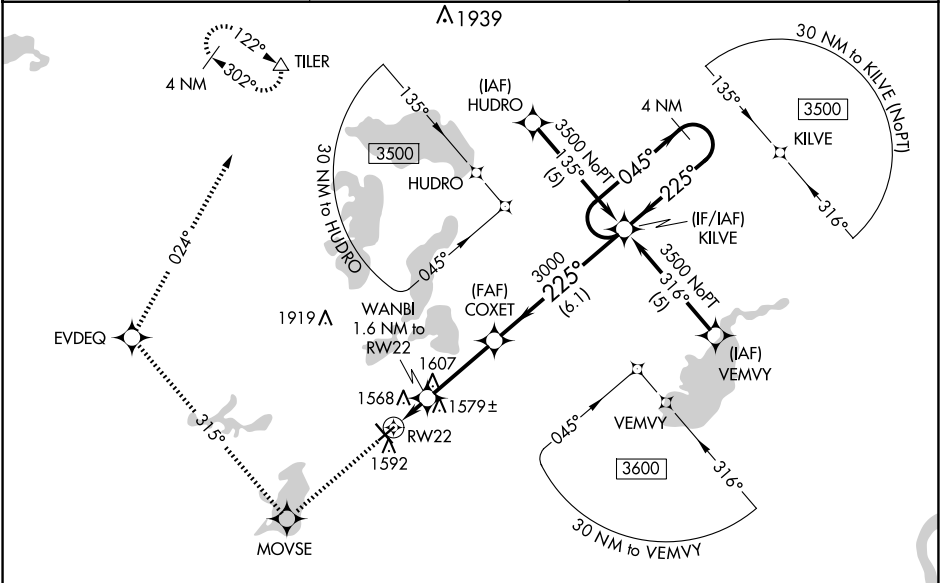 1939
122°
302°
4 NM
TILER
(IAF)
HUDRO
3500 NoPT
135°
(5)
4 NM
045°
225°
30 NM to KILVE (NoPT)
135°
3500
KILVE
316°
135°
3500
HUDRO
045°
30 NM to HUDRO
(IF/IAF)
KILVE
3500 NoPT
316°
(5)
(IAF)
VEMVY
3000
225°
(6.1)
(FAF)
COXET
024°
EVDEQ
315°
MOVSE
1919
WANBI
1.6 NM to
RW22
1607
1568
1579±
RW22
1592
VEMVY
045°
316°
3600
30 NM to VEMVY